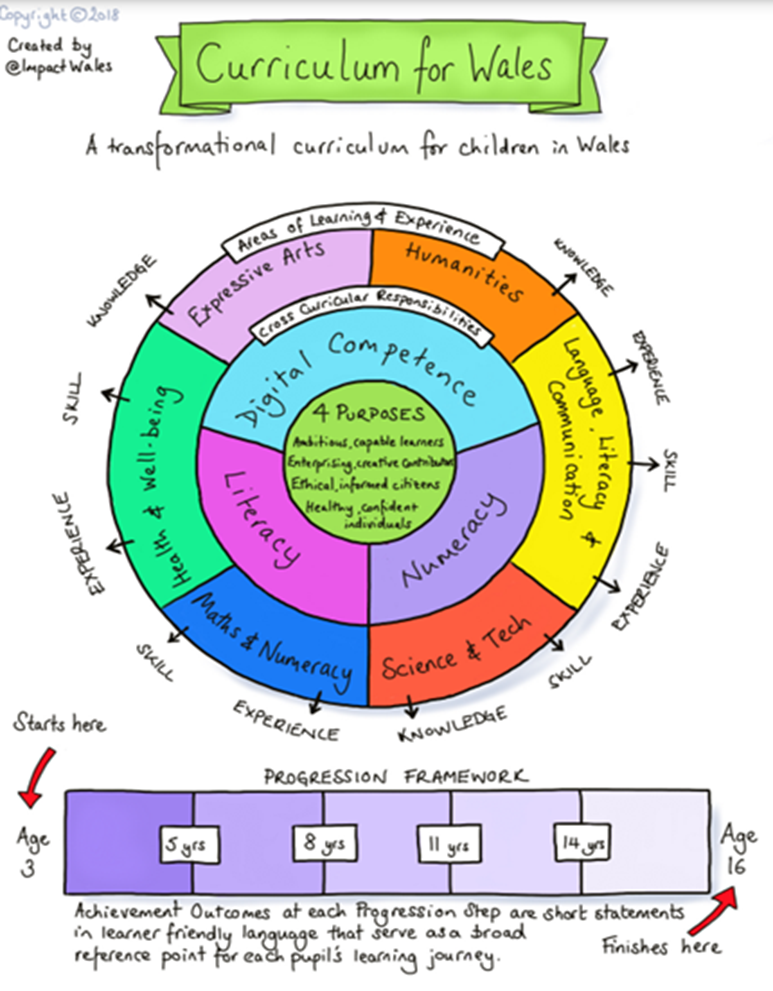 Copyright © 2018
Created by
@ImpactWales
Curriculum for Wales
A transformational curriculum for children in Wales
Areas of Learning & Experience
Expressive Arts
Humanities
Cross Curricular Responsibilities
Digital Competence
KNOWLEDGE
KNOWLEDGE
SKILL
EXPERIENCE
Health & Well-being
Language, Literacy &
Communication
4 PURPOSES
Ambitious, capable learners
Enterprising, creative contributors
Ethical, informed citizens
Healthy, confident
individuals
SKILL
Literacy
Numeracy
EXPERIENCE
EXPERIENCE
Maths & Numeracy
Science & Tech
SKILL
SKILL
EXPERIENCE
KNOWLEDGE
Starts here
PROGRESSION FRAMEWORK
Age
3
5 yrs
8 yrs
11 yrs
14 yrs
Age
16
Achievement Outcomes at each Progression Step are short statements
in learner friendly language that serve as a broad
reference point for each pupil's learning journey.
Finishes here